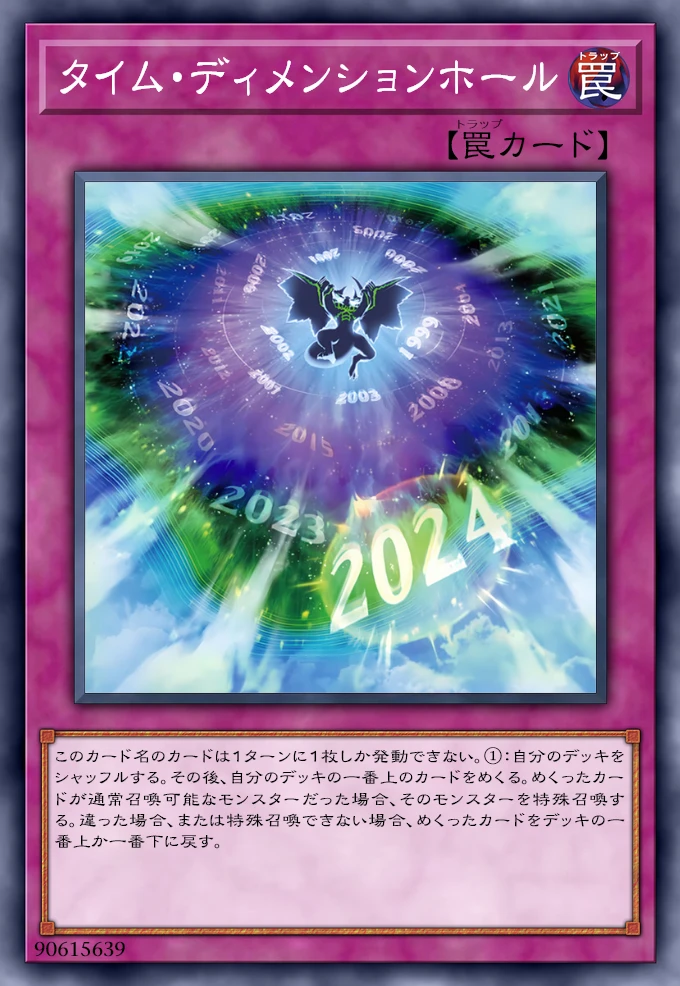 タイム・ディメンションホール
トラップ
罠
トラップ
【罠カード】
2001
2005
2000
2006
1999
2002
2007
2003
2008
2012
2013
2015
2020
2023
2024
このカード名のカードは1ターンに1枚しか発動できない。①:自分のデッキを
シャッフルする。その後、自分のデッキの一番上のカードをめくる。めくったカー
ドが通常召喚可能なモンスターだった場合、そのモンスターを特殊召喚す
る。違った場合、または特殊召喚できない場合、めくったカードをデッキの一
番上か一番下に戻す。
90615639